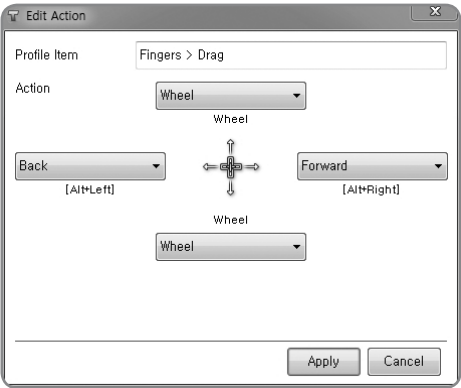 Edit Action
Profile Item
Fingers > Drag
Action
Wheel
Wheel
Back
Forward
[Alt+Left]
[Alt+Right]
Wheel
Wheel
Apply
Cancel